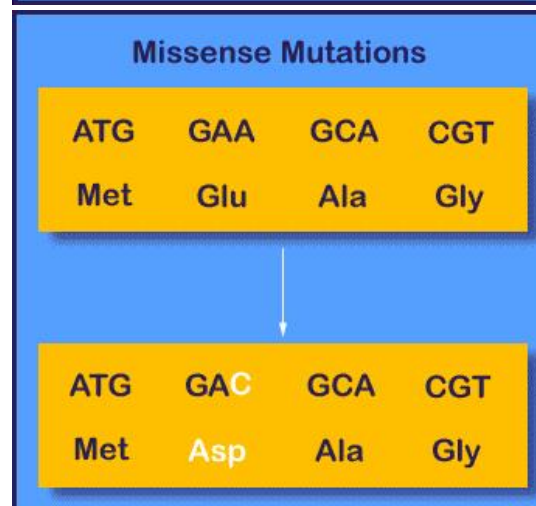 Missense Mutations
ATG GAA GCA CGT
Met Glu Ala Gly
ATG GAC GCA CGT
Met Asp Ala Gly